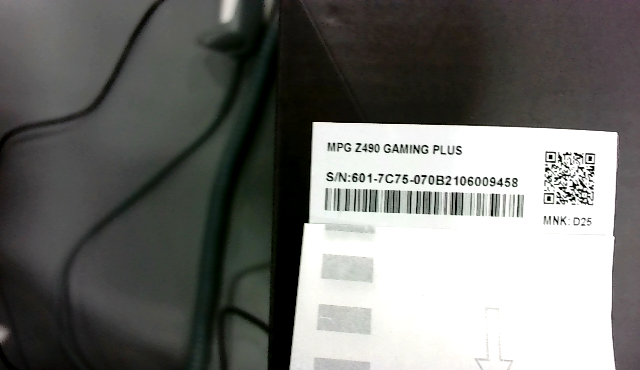 MPG Z490 GAMING PLUS
S/N:601-7C75-070B2106009458
MNK: D25